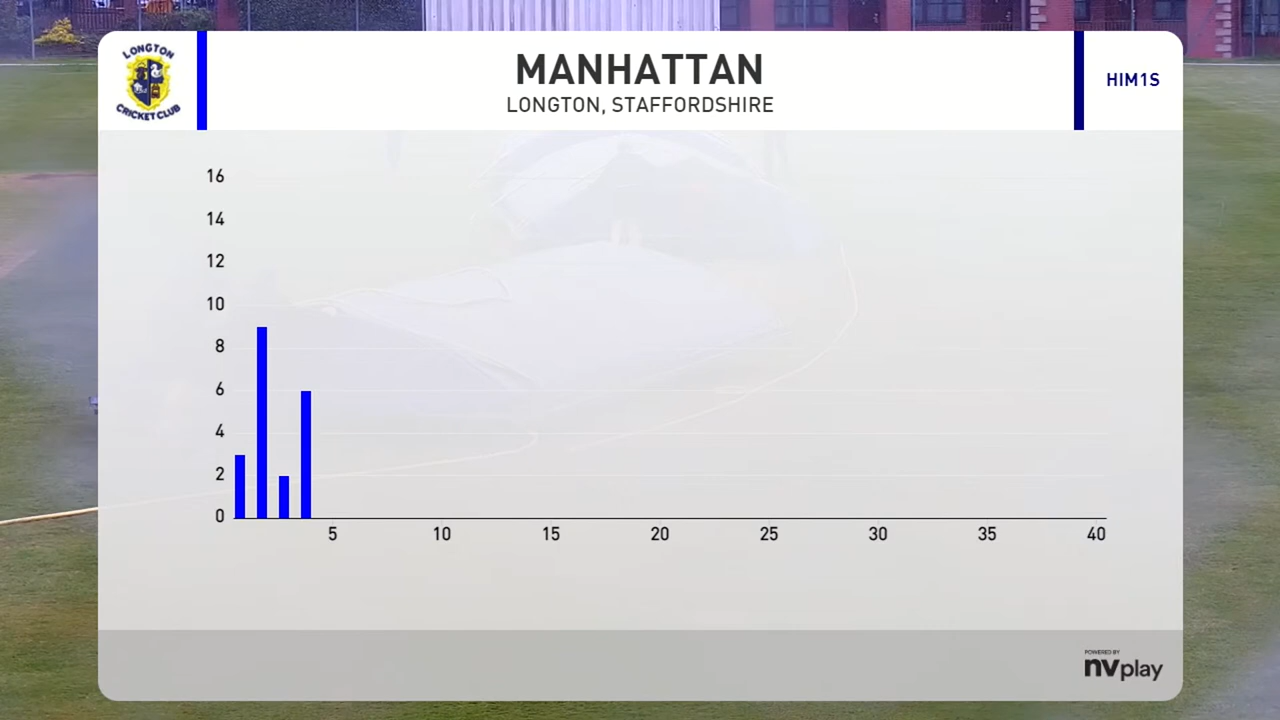 LONGTON
CRICKET CLUB
MANHATTAN
LONGTON, STAFFORDSHIRE
HIM1S
16
14
12
10
8
6
4
2
0
5 10 15 20 25 30 35 40
POWERED BY
nvplay